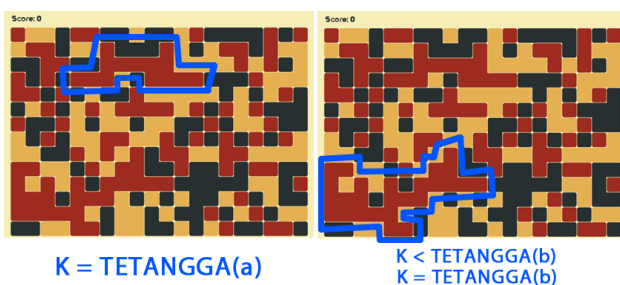 Score: 0
Score: 0
K = TETANGGA(a)
K < TETANGGA(b)
K = TETANGGA(b)